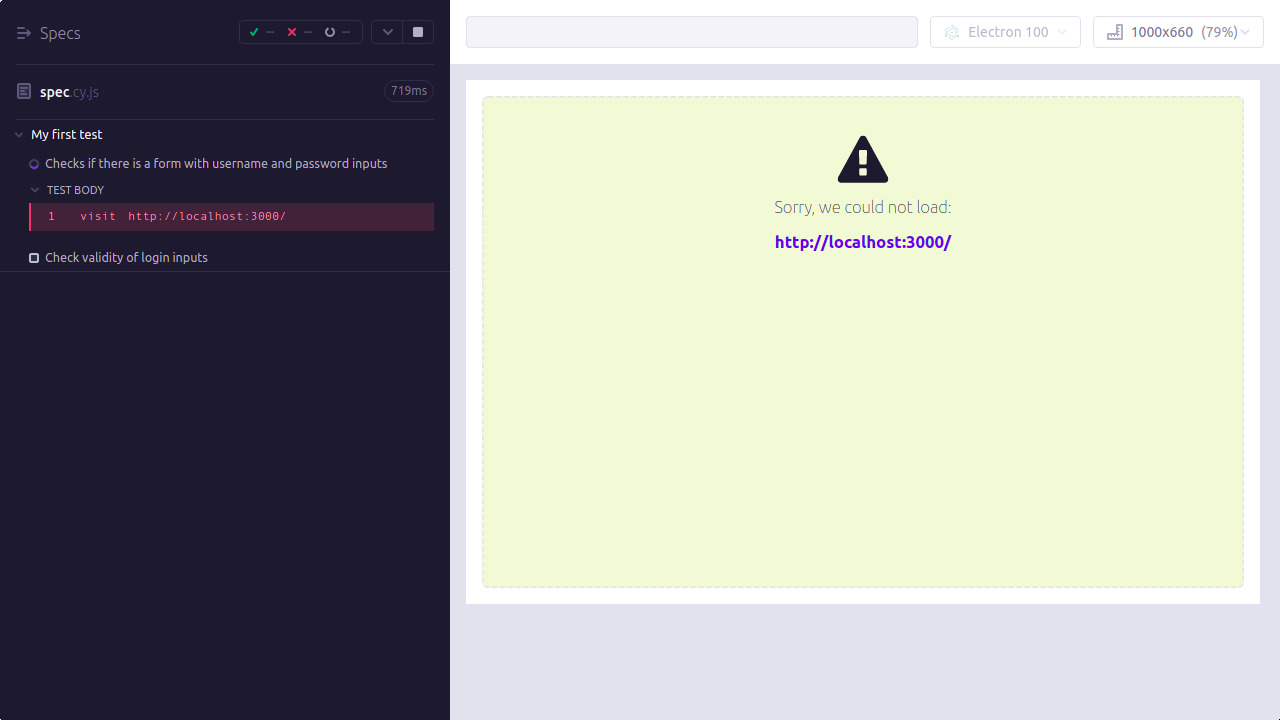 Specs
-- -- --
spec.cy.js
719ms
My first test
Checks if there is a form with username and password inputs
TEST BODY
1 visit http://localhost:3000/
Check validity of login inputs
Electron 100
1000x660 (79%)
Sorry, we could not load:
http://localhost:3000/